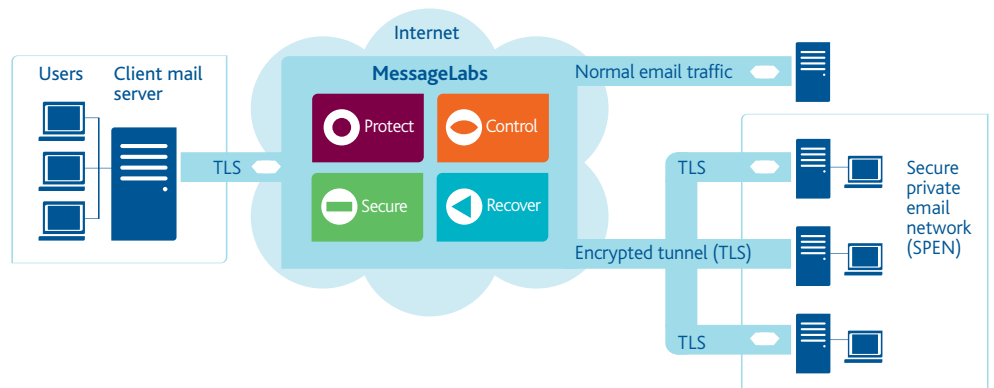 Internet
Users
Client mail
server
TLS
MessageLabs
Protect
Control
Secure
Recover
Normal email traffic
TLS
Encrypted tunnel (TLS)
TLS
Secure
private
email
network
(SPEN)